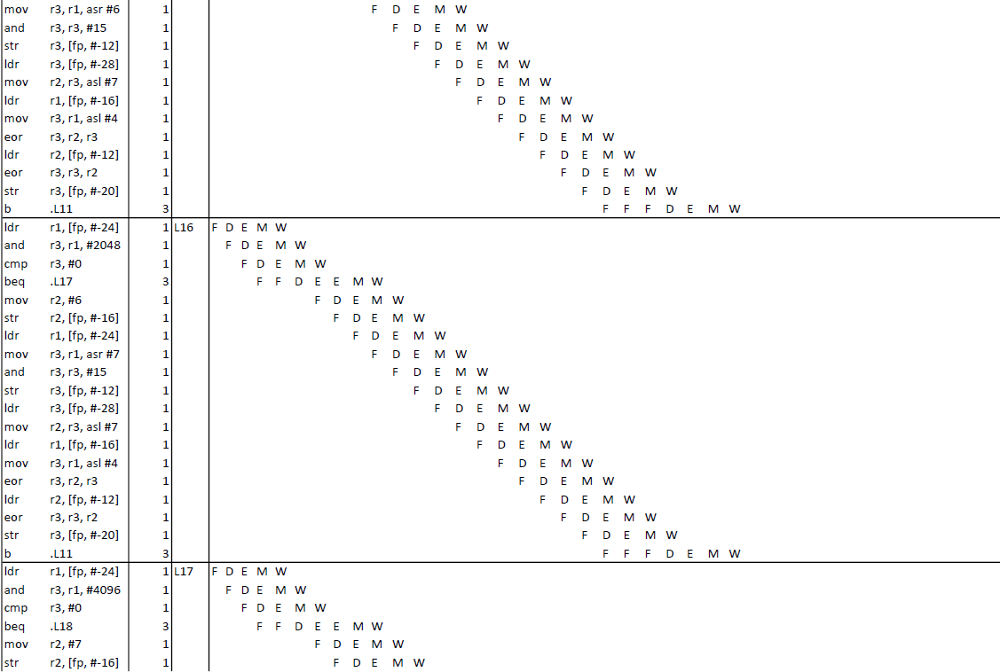 mov r3, r1, asr #6 1 F D E M W
and r3, r3, #15 1 F D E M W
str r3, [fp, #-12] 1 F D E M W
ldr r3, [fp, #-28] 1 F D E M W
mov r2, r3, asl #7 1 F D E M W
ldr r1, [fp, #-16] 1 F D E M W
mov r3, r1, asl #4 1 F D E M W
eor r3, r2, r3 1 F D E M W
ldr r2, [fp, #-12] 1 F D E M W
eor r3, r3, r2 1 F D E M W
str r3, [fp, #-20] 1 F D E M W
b .L11 3 F F F D E M W
ldr r1, [fp, #-24] 1 L16 F D E M W
and r3, r1, #2048 1 F D E M W
cmp r3, #0 1 F D E M W
beq .L17 3 F F D E E M W
mov r2, #6 1 F D E M W
str r2, [fp, #-16] 1 F D E M W
ldr r1, [fp, #-24] 1 F D E M W
mov r3, r1, asr #7 1 F D E M W
and r3, r3, #15 1 F D E M W
str r3, [fp, #-12] 1 F D E M W
ldr r3, [fp, #-28] 1 F D E M W
mov r2, r3, asl #7 1 F D E M W
ldr r1, [fp, #-16] 1 F D E M W
mov r3, r1, asl #4 1 F D E M W
eor r3, r2, r3 1 F D E M W
ldr r2, [fp, #-12] 1 F D E M W
eor r3, r3, r2 1 F D E M W
str r3, [fp, #-20] 1 F D E M W
b .L11 3 F F F D E M W
ldr r1, [fp, #-24] 1 L17 F D E M W
and r3, r1, #4096 1 F D E M W
cmp r3, #0 1 F D E M W
beq .L18 3 F F D E E M W
mov r2, #7 1 F D E M W
str r2, [fp, #-16] 1 F D E M W